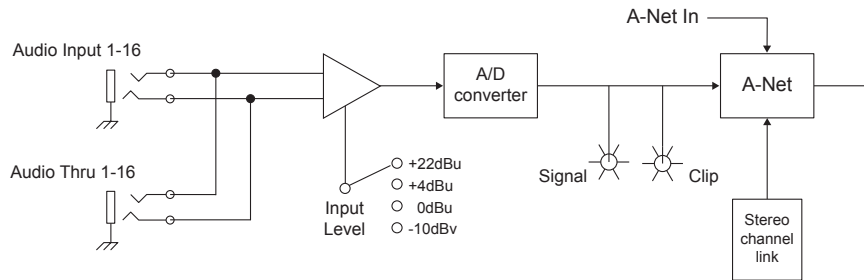 A-Net In
Audio Input 1-16
A/D
converter
A-Net
+22dBu
Audio Thru 1-16
Signal
Clip
+4dBu
Input
Level
0dBu
-10dBv
Stereo
channel
link